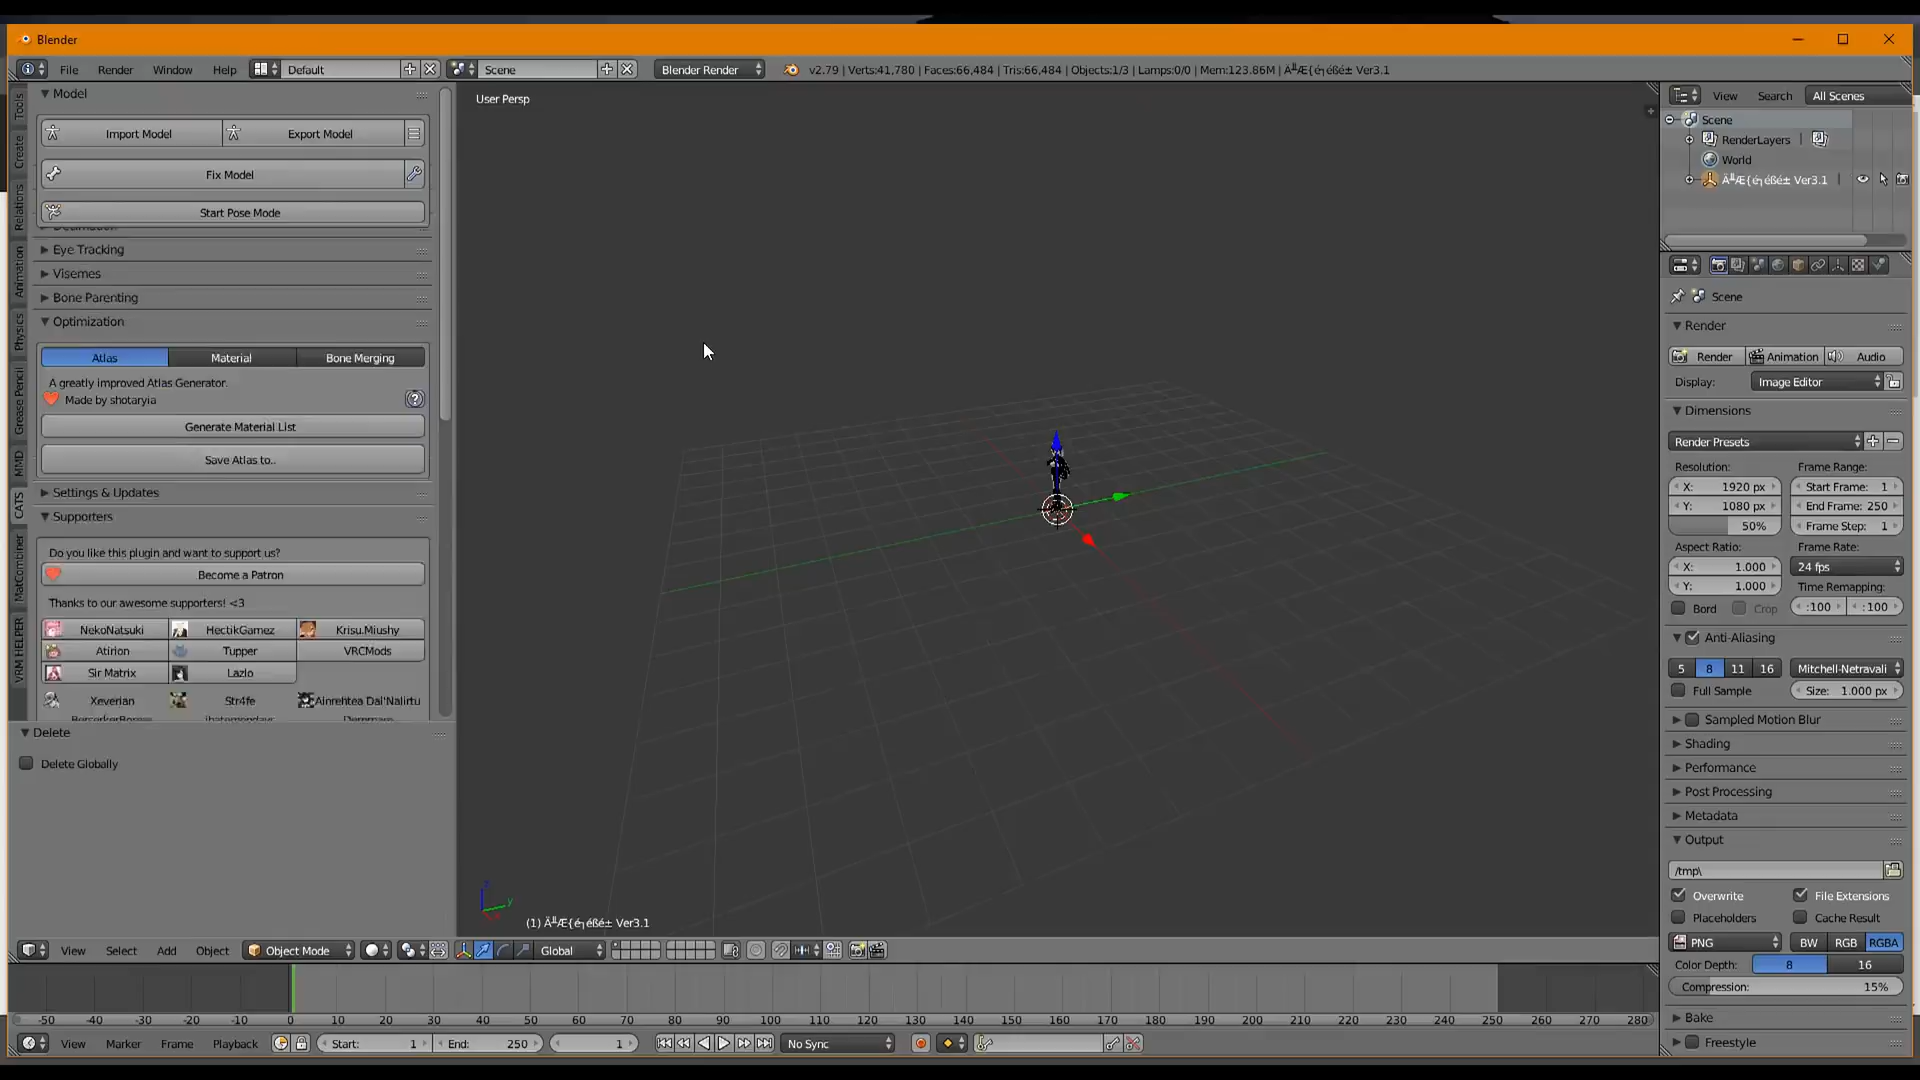 Blender
File Render Window Help Default Scene Blender Render v2.79 | Verts:41,780 | Faces:66,484 | Tris:66,484 | Objects:1/3 | Lamps:0/0 | Mem:123.86M |
Model
Import Model Export Model
Fix Model
Start Pose Mode
Eye Tracking
Visemes
Bone Parenting
Optimization
Atlas Material Bone Merging
A greatly improved Atlas Generator.
Made by shotariya
Generate Material List
Save Atlas to..
Settings & Updates
Supporters
Do you like this plugin and want to support us?
Become a Patron
Thanks to our awesome supporters! <3
NekoNatsuki HectikGamez Krisu.Miushy
Atirion Tupper VRCMods
Sir Matrix Lazlo
Xeverian Str4fe Ainrehtea Dal'Nalirtu
Tools
Create
Relations
Animation
Physics
Grease Pencil
MMD
CATS
MatCombiner
VRM HELPER
Delete
Delete Globally
User Persp
z
y
Ver3.1
View Select Add Object Object Mode Global
-50 -40 -30 -20 -10 0 10 20 30 40 50 60 70 80 90 100 110 120 130 140 150 160 170 180 190 200 210 220 230 240 250 260 270 280
View Marker Frame Playback Start: 1 End: 250 1 No Sync
View Search All Scenes
Scene
RenderLayers
World
Ver3.1
Scene
Render
Render Animation Audio
Display: Image Editor
Dimensions
Render Presets
Resolution: Frame Range:
X: 1920 px Start Frame: 1
Y: 1080 px End Frame: 250
50% Frame Step: 1
Aspect Ratio: Frame Rate:
X: 1.000 24 fps
Y: 1.000 Time Remapping:
Bord Crop :100 :100
Anti-Aliasing
5 8 11 16 Mitchell-Netravali
Full Sample Size: 1.000 px
Sampled Motion Blur
Shading
Performance
Post Processing
Metadata
Output
/tmp\
Overwrite File Extensions
Placeholders Cache Result
PNG BW RGB RGBA
Color Depth: 8 16
Compression: 15%
Bake
Freestyle